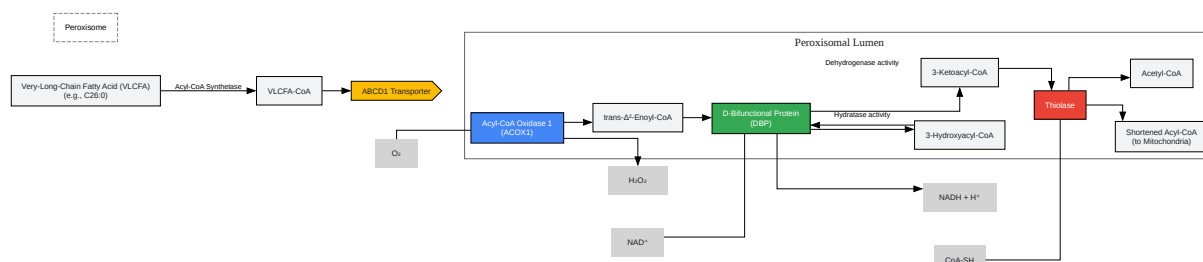 Peroxisome
Peroxisomal Lumen
Very-Long-Chain Fatty Acid (VLCFA)
(e.g., C26:0)
Acyl-CoA Synthetase
VLCFA-CoA
ABCD1 Transporter
Acyl-CoA Oxidase 1
(ACOX1)
O₂
trans-Δ²-Enoyl-CoA
H₂O₂
D-Bifunctional Protein
(DBP)
NAD⁺
Dehydrogenase activity
3-Ketoacyl-CoA
Hydratase activity
3-Hydroxyacyl-CoA
NADH + H⁺
Thiolase
CoA-SH
Acetyl-CoA
Shortened Acyl-CoA
(to Mitochondria)